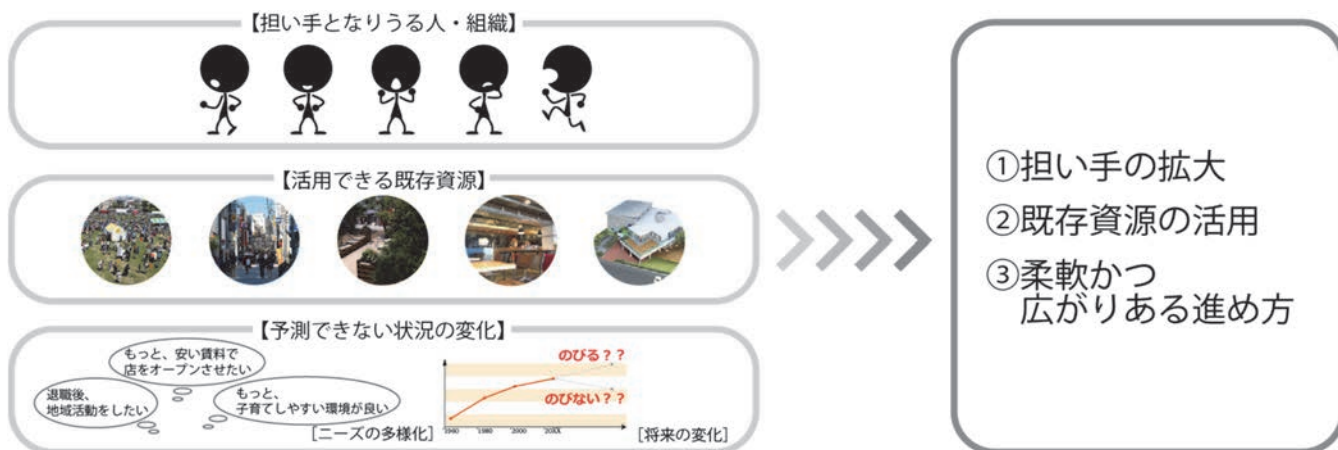 【担い手となりうる人・組織】
【活用できる既存資源】
【予測できない状況の変化】
もっと、安い賃料で
店をオープンさせたい
退職後、
地域活動をしたい
もっと、
子育てしやすい環境が良い
[ニーズの多様化]
のびる？？
のびない？？
1960
1980
2000
20XX
[将来の変化]
①担い手の拡大
②既存資源の活用
③柔軟かつ
広がりある進め方